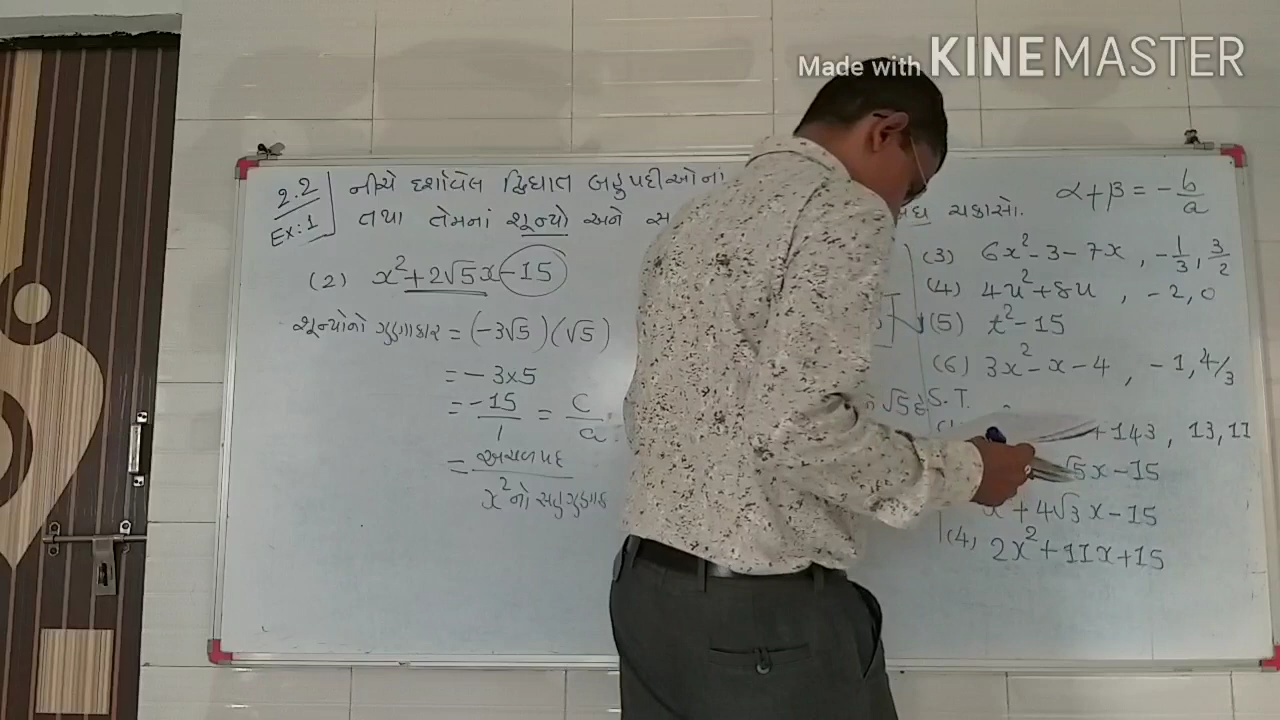 Made with KINEMASTER
2.2 નીચે દર્શાવેલ દ્વિઘાત બહુપદીઓનાં
Ex:1 તથા તેમનાં શૂન્યો અને ચકાસો.
α+β = -b/a
(2) x²+2√5x-15
શૂન્યોનો ગુણાકાર = (-3√5)(√5)
= -3×5
= -15/1 = C/a
= અચળપદ / x²નો સહગુણક
(3) 6x²-3-7x , -1/3, 3/2
(4) 4u²+8u , -2,0
(5) t²-15
(6) 3x²-x-4 , -1, 4/3
S.T.
+143, 13,11
√5x-15
+4√3x-15
(4) 2x²+11x+15